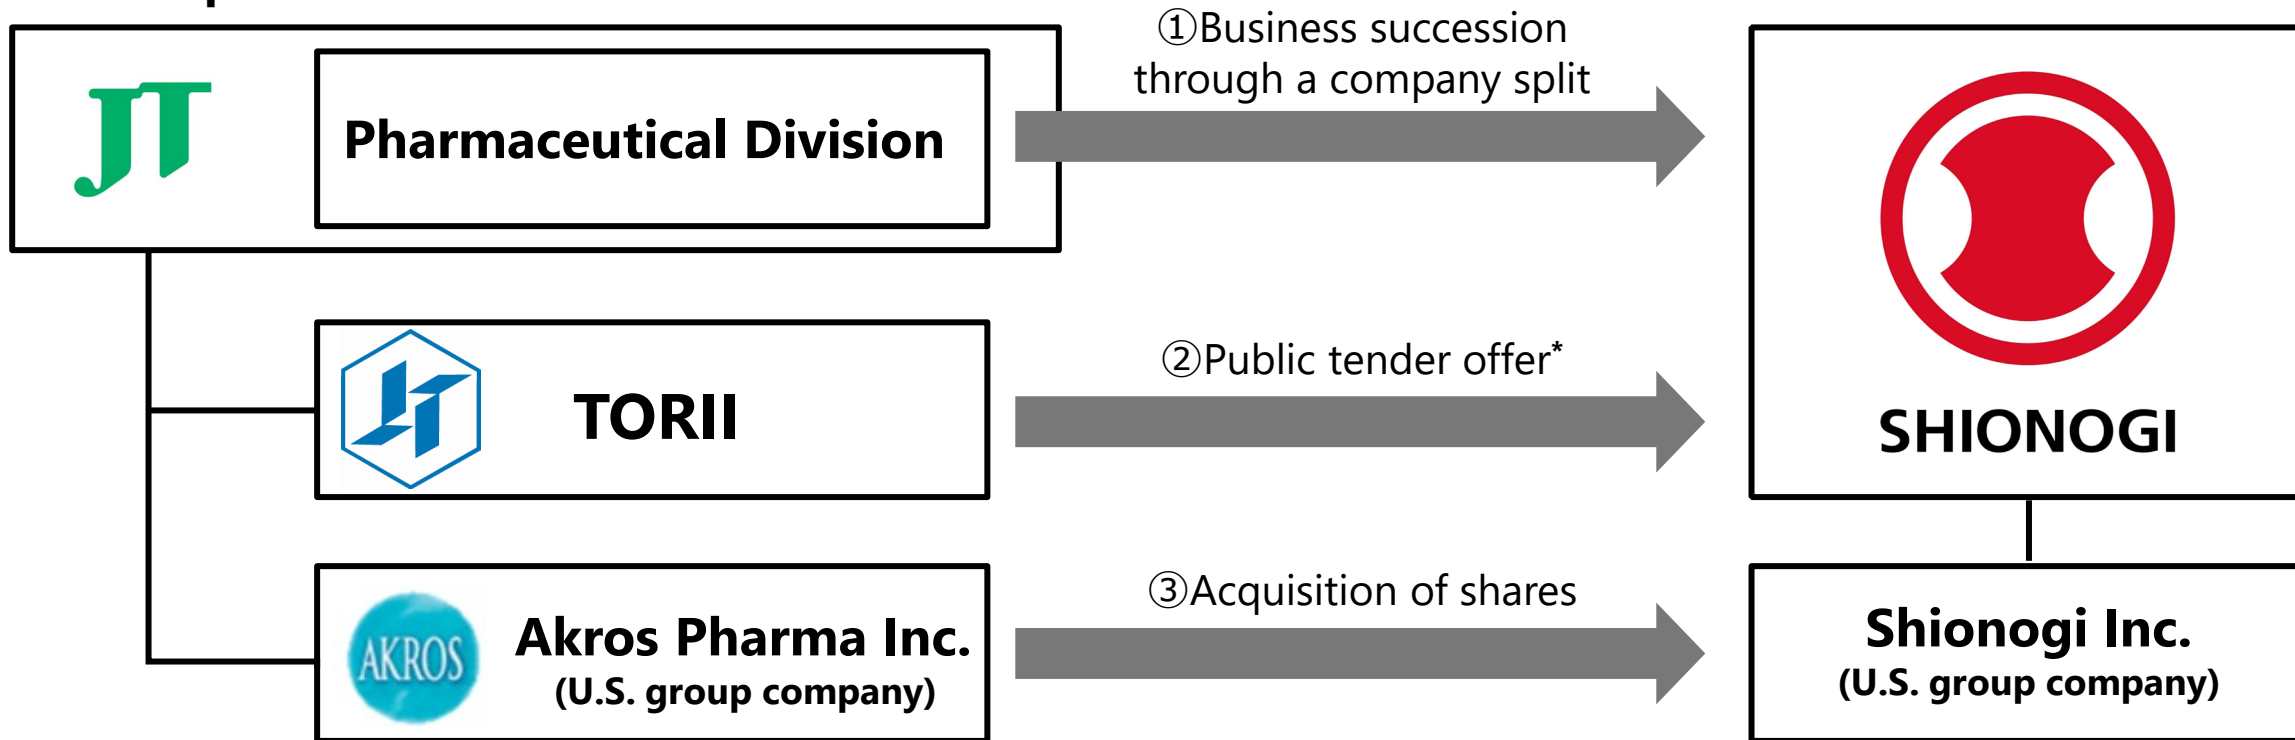 JT
Pharmaceutical Division
①Business succession
through a company split
TORII
②Public tender offer*
SHIONOGI
AKROS
Akros Pharma Inc.
(U.S. group company)
③Acquisition of shares
Shionogi Inc.
(U.S. group company)